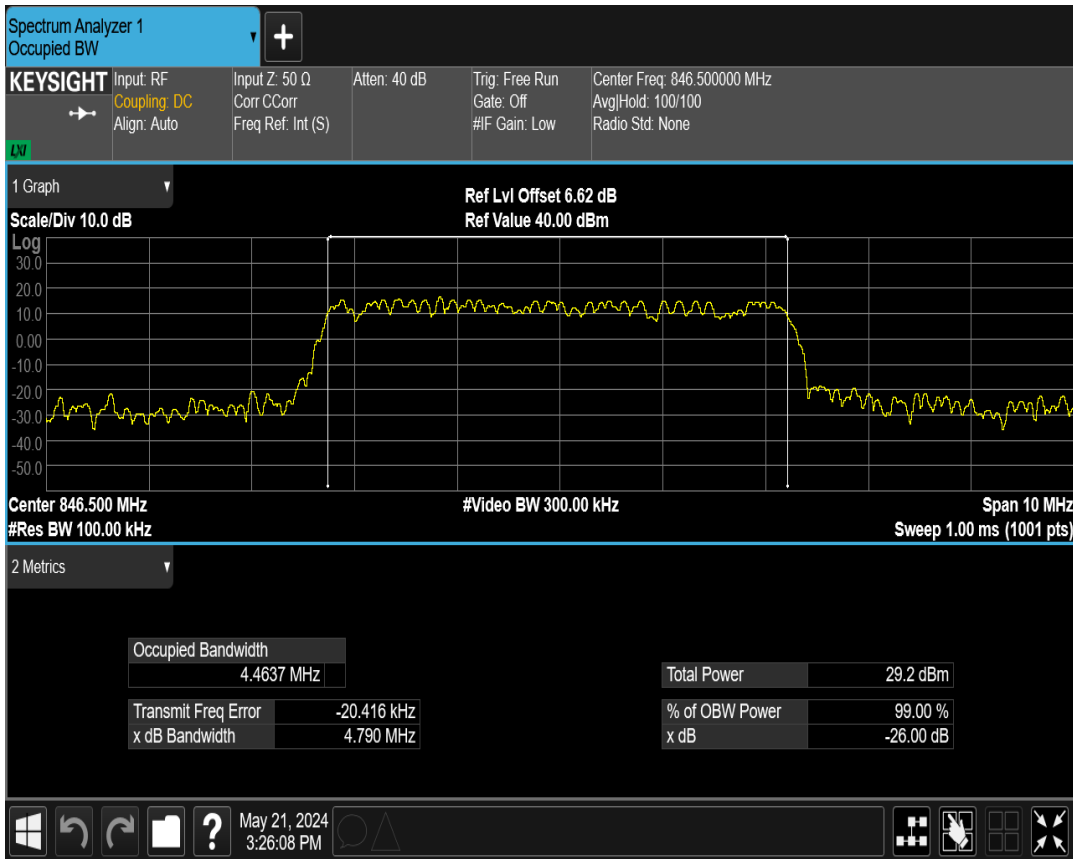 Spectrum Analyzer 1
Occupied BW
+
KEYSIGHT
LXI
Input: RF
Coupling: DC
Align: Auto
Input Z: 50 Ω
Corr CCorr
Freq Ref: Int (S)
Atten: 40 dB
Trig: Free Run
Gate: Off
#IF Gain: Low
Center Freq: 846.500000 MHz
Avg|Hold: 100/100
Radio Std: None
1 Graph
Scale/Div 10.0 dB
Ref Lvl Offset 6.62 dB
Ref Value 40.00 dBm
Log
30.0
20.0
10.0
0.00
-10.0
-20.0
-30.0
-40.0
-50.0
Center 846.500 MHz
#Video BW 300.00 kHz
Span 10 MHz
#Res BW 100.00 kHz
Sweep 1.00 ms (1001 pts)
2 Metrics
Occupied Bandwidth
4.4637 MHz
Transmit Freq Error -20.416 kHz
x dB Bandwidth 4.790 MHz
Total Power 29.2 dBm
% of OBW Power 99.00 %
x dB -26.00 dB
?
May 21, 2024
3:26:08 PM